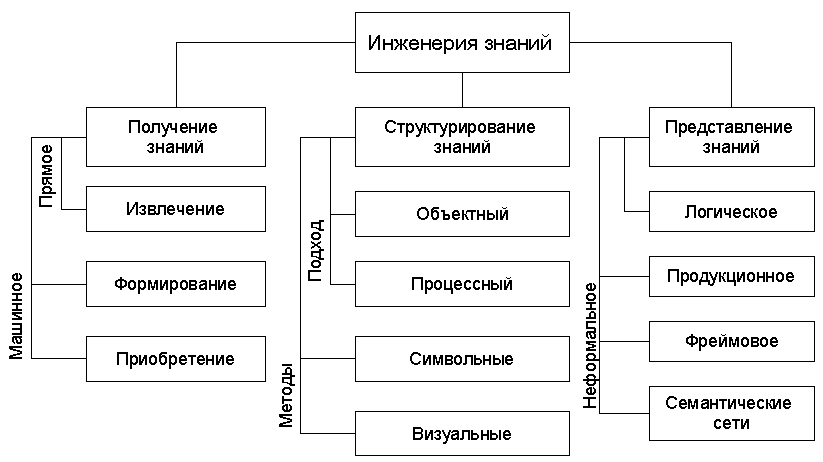 Инженерия знаний
Получение
знаний
Прямое
Извлечение
Машинное
Формирование
Приобретение
Структурирование
знаний
Подход
Объектный
Процессный
Методы
Символьные
Визуальные
Представление
знаний
Логическое
Неформальное
Продукционное
Фреймовое
Семантические
сети